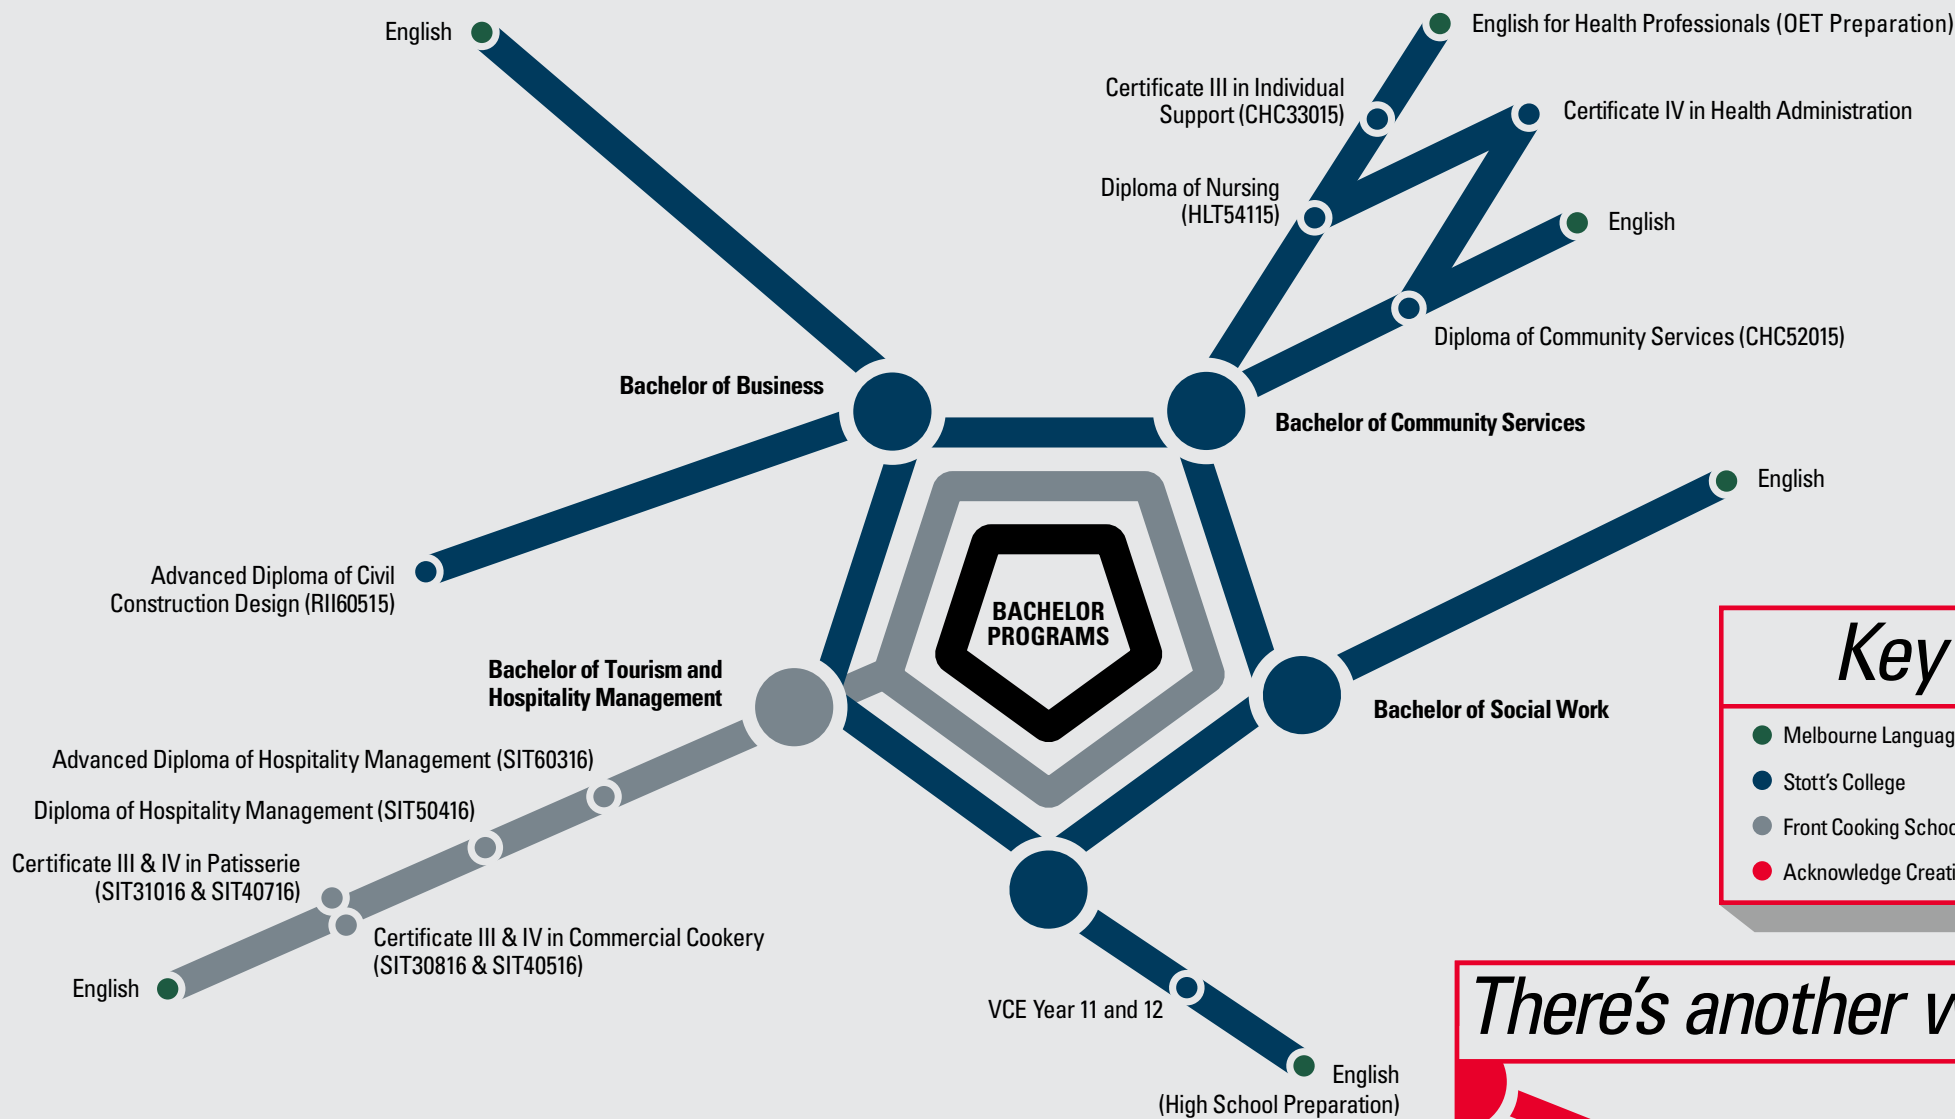 English
English for Health Professionals (OET Preparation)
Certificate III in Individual
Support (CHC33015)
Certificate IV in Health Administration
Diploma of Nursing
(HLT54115)
English
Diploma of Community Services (CHC52015)
Bachelor of Business
Bachelor of Community Services
English
Advanced Diploma of Civil
Construction Design (RII60515)
BACHELOR
PROGRAMS
Bachelor of Tourism and
Hospitality Management
Bachelor of Social Work
Advanced Diploma of Hospitality Management (SIT60316)
Diploma of Hospitality Management (SIT50416)
Certificate III & IV in Patisserie
(SIT31016 & SIT40716)
Certificate III & IV in Commercial Cookery
(SIT30816 & SIT40516)
English
VCE Year 11 and 12
English
(High School Preparation)
Key
Melbourne
Stott's College
Front Cooking
There's another